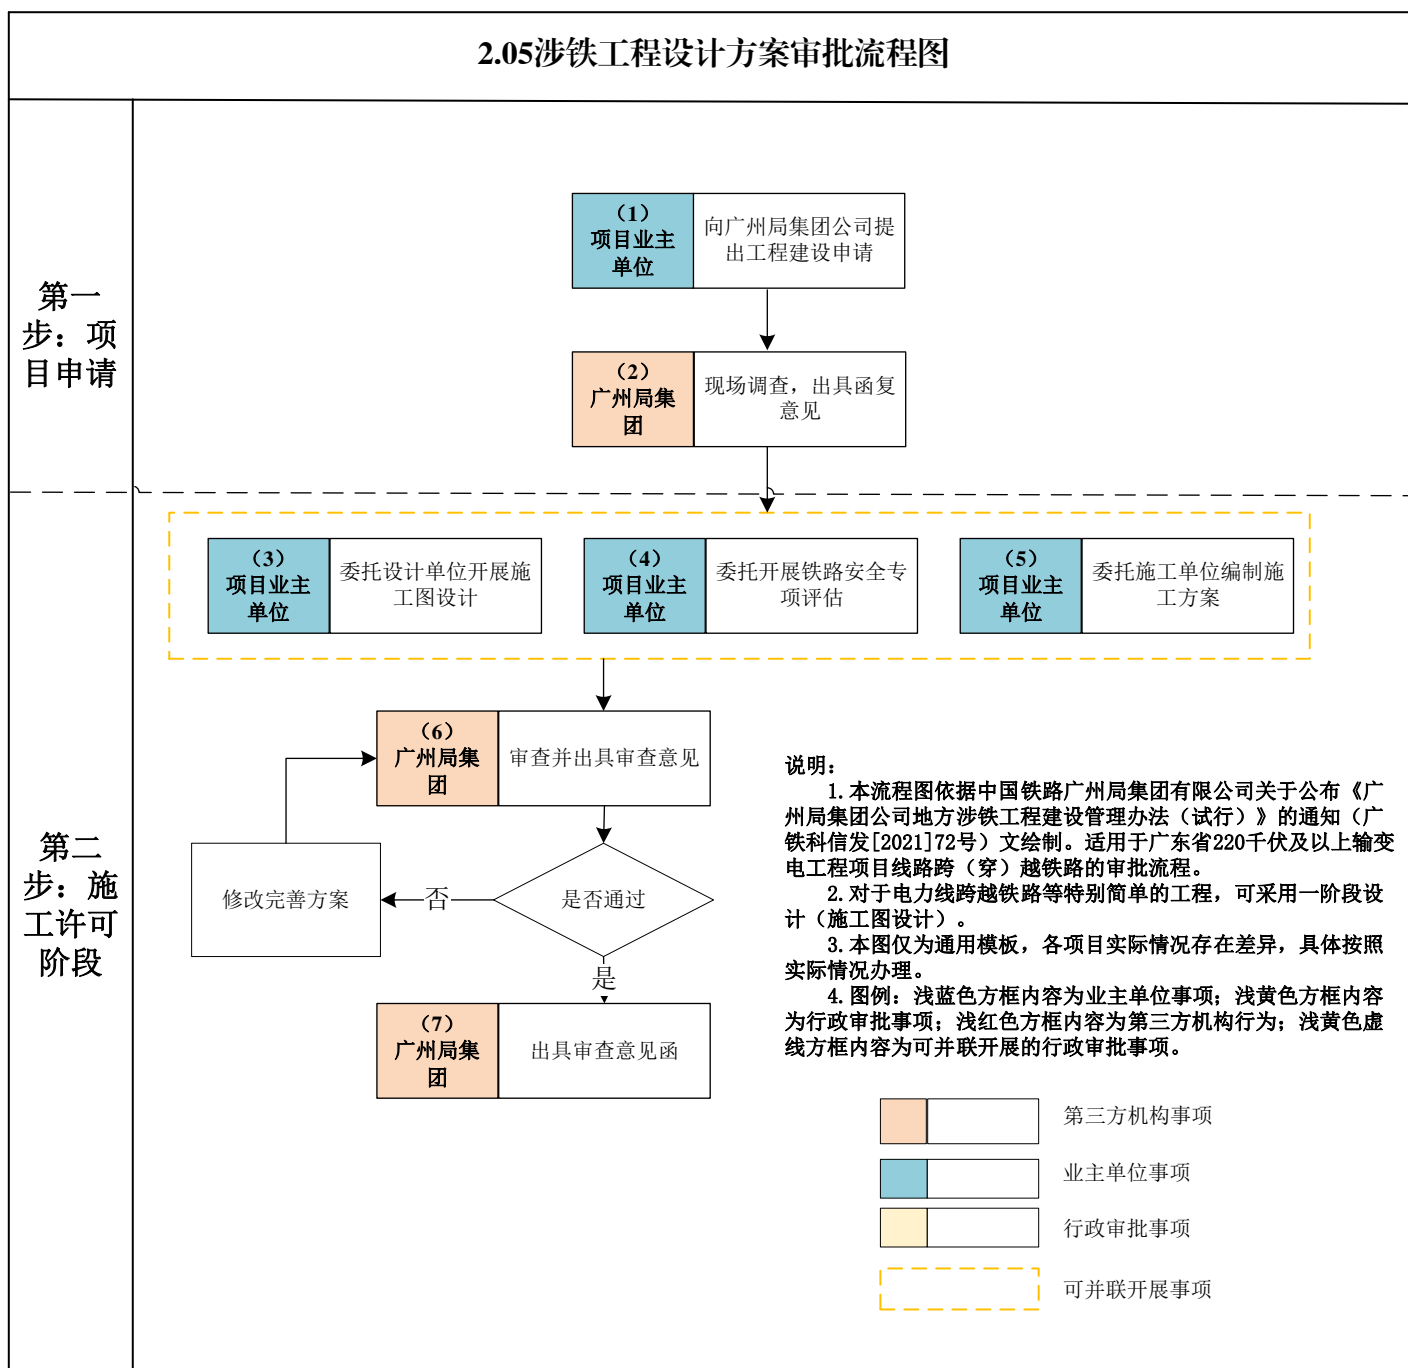 2.05涉铁工程设计方案审批流程图
第一
步：项
目申请
（1）
项目业主
单位
向广州局集团公司提
出工程建设申请
（2）
广州局集
团
现场调查，出具函复
意见
第二
步：施
工许可
阶段
（3）
项目业主
单位
委托设计单位开展施
工图设计
（4）
项目业主
单位
委托开展铁路安全专
项评估
（5）
项目业主
单位
委托施工单位编制施
工方案
（6）
广州局集
团
审查并出具审查意见
是否通过
否
修改完善方案
是
（7）
广州局集
团
出具审查意见函
说明：
1.本流程图依据中国铁路广州局集团有限公司关于公布《广
州局集团公司地方涉铁工程建设管理办法（试行）》的通知（广
铁科信发[2021]72号）文绘制。适用于广东省220千伏及以上输变
电工程项目线路跨（穿）越铁路的审批流程。
2.对于电力线跨越铁路等特别简单的工程，可采用一阶段设
计（施工图设计）。
3.本图仅为通用模板，各项目实际情况存在差异，具体按照
实际情况办理。
4.图例：浅蓝色方框内容为业主单位事项；浅黄色方框内容
为行政审批事项；浅红色方框内容为第三方机构行为；浅黄色虚
线方框内容为可并联开展的行政审批事项。
第三方机构事项
业主单位事项
行政审批事项
可并联开展事项